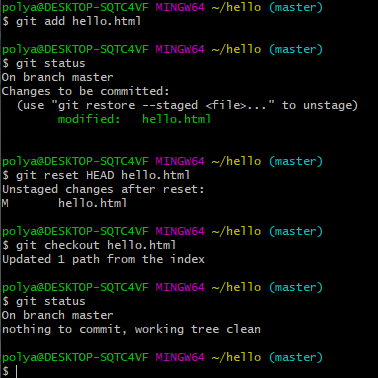 polya@DESKTOP-SQTC4VF MINGW64 ~/hello (master)
$ git add hello.html
polya@DESKTOP-SQTC4VF MINGW64 ~/hello (master)
$ git status
On branch master
Changes to be committed:
  (use "git restore --staged <file>..." to unstage)
        modified:   hello.html
polya@DESKTOP-SQTC4VF MINGW64 ~/hello (master)
$ git reset HEAD hello.html
Unstaged changes after reset:
M       hello.html
polya@DESKTOP-SQTC4VF MINGW64 ~/hello (master)
$ git checkout hello.html
Updated 1 path from the index
polya@DESKTOP-SQTC4VF MINGW64 ~/hello (master)
$ git status
On branch master
nothing to commit, working tree clean
polya@DESKTOP-SQTC4VF MINGW64 ~/hello (master)
$